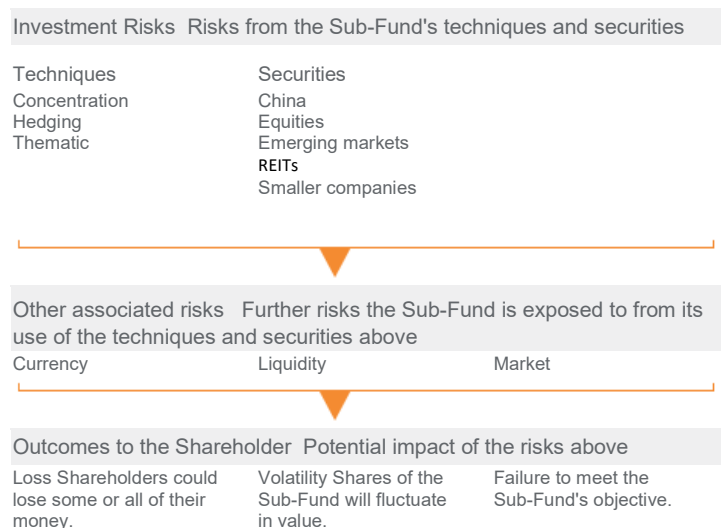 Investment Risks Risks from the Sub-Fund's techniques and securities
Techniques
Concentration
Hedging
Thematic
Securities
China
Equities
Emerging markets
REITs
Smaller companies
Other associated risks Further risks the Sub-Fund is exposed to from its
use of the techniques and securities above
Currency
Liquidity
Market
Outcomes to the Shareholder Potential impact of the risks above
Loss Shareholders could
lose some or all of their
money.
Volatility Shares of the
Sub-Fund will fluctuate
in value.
Failure to meet the
Sub-Fund's objective.